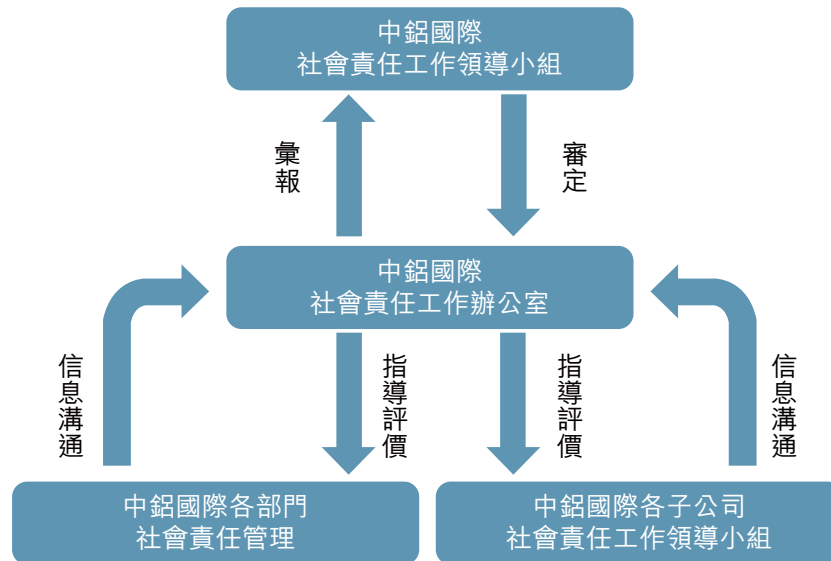 中鋁國際
社會責任工作領導小組
彙報
審定
中鋁國際
社會責任工作辦公室
信息溝通
指導評價
指導評價
信息溝通
中鋁國際各部門
社會責任管理
中鋁國際各子公司
社會責任工作領導小組